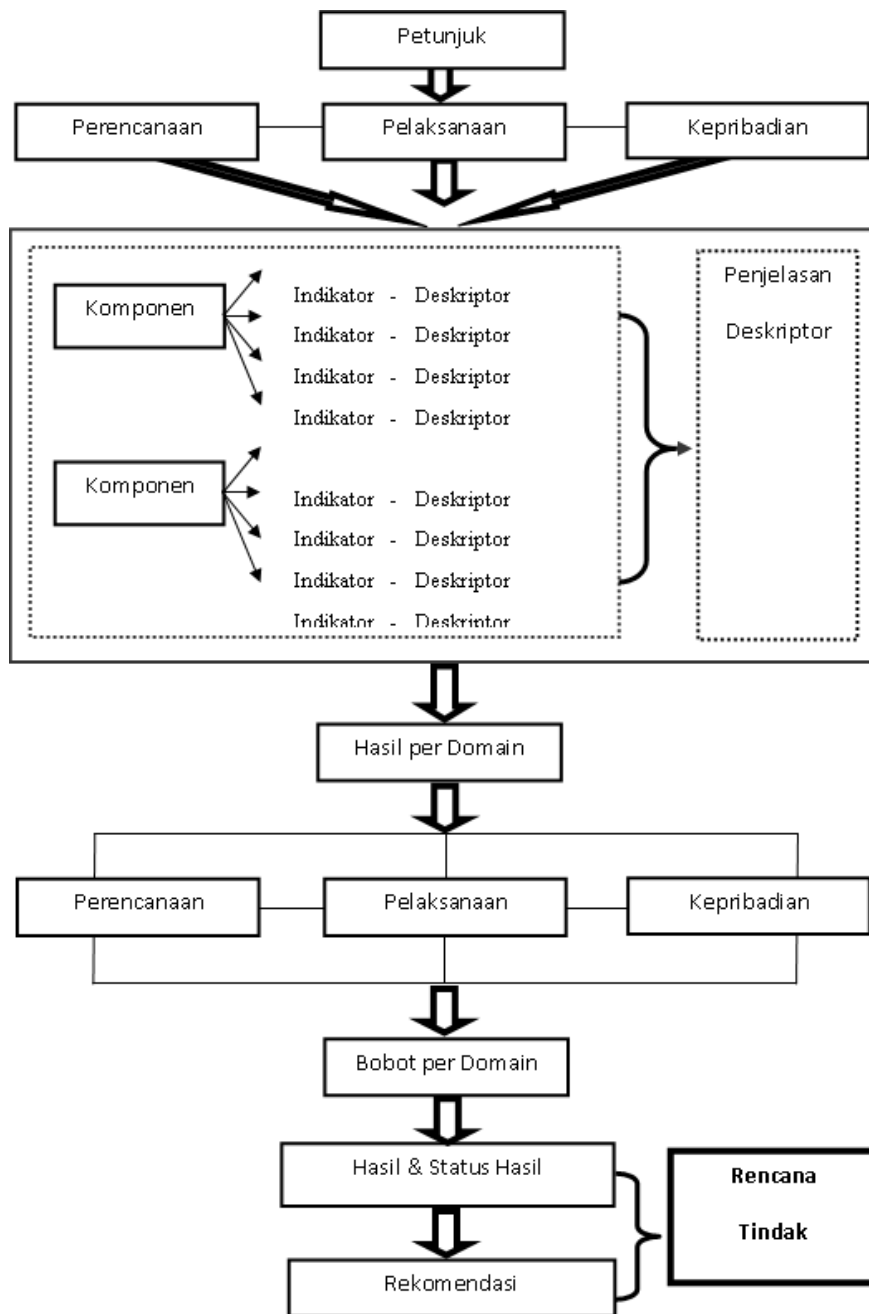 Petunjuk
Perencanaan
Pelaksanaan
Kepribadian
Komponen
Indikator - Deskriptor
Indikator - Deskriptor
Indikator - Deskriptor
Indikator - Deskriptor
Komponen
Indikator - Deskriptor
Indikator - Deskriptor
Indikator - Deskriptor
Indikator - Deskriptor
Penjelasan
Deskriptor
Hasil per Domain
Perencanaan
Pelaksanaan
Kepribadian
Bobot per Domain
Hasil & Status Hasil
Rekomendasi
Rencana
Tindak